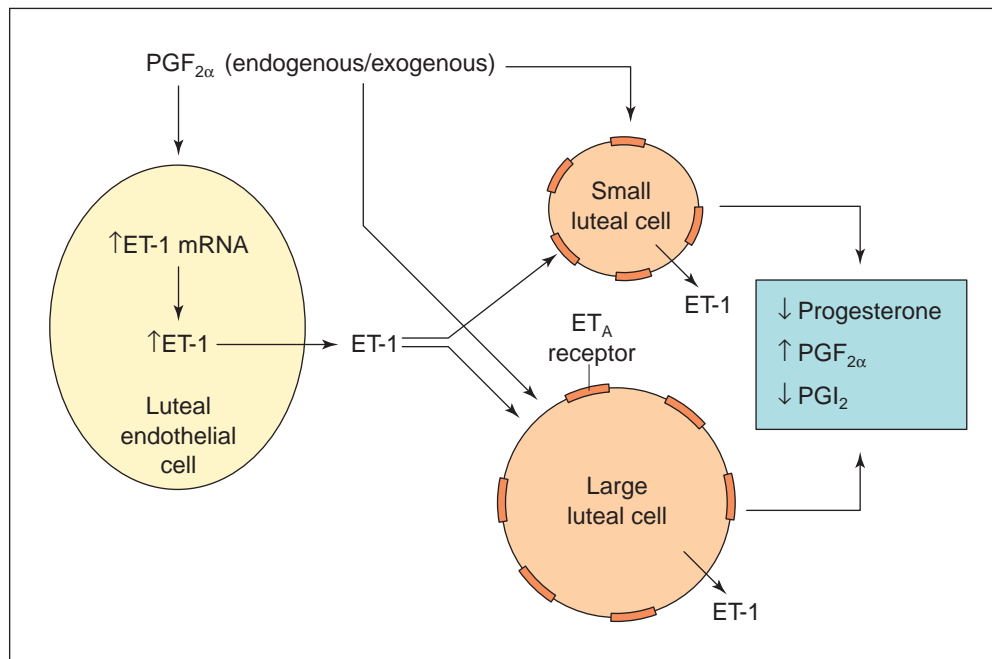 PGF2α (endogenous/exogenous)
↑ET-1 mRNA
↑ET-1
Luteal
endothelial
cell
ET-1
Small
luteal cell
ET-1
ETA
receptor
Large
luteal cell
ET-1
↓ Progesterone
↑ PGF2α
↓ PGI2